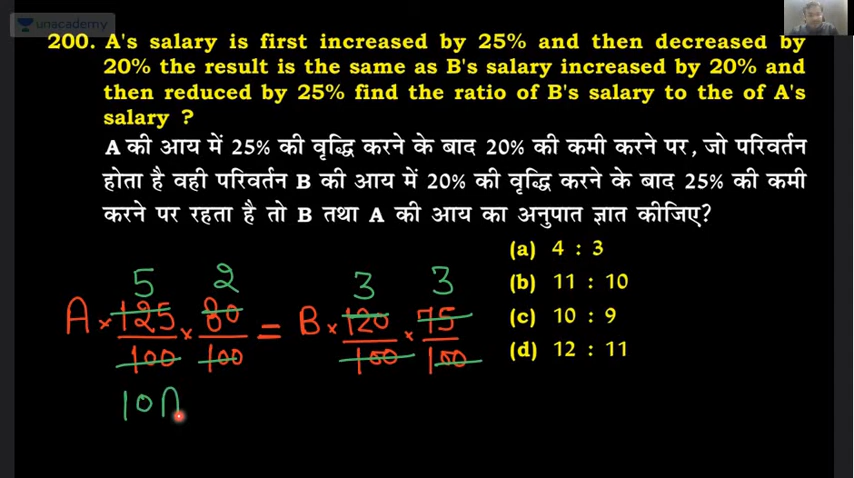 unacademy
200. A's salary is first increased by 25% and then decreased by
20% the result is the same as B's salary increased by 20% and
then reduced by 25% find the ratio of B's salary to the of A's
salary ?
A की आय में 25% की वृद्धि करने के बाद 20% की कमी करने पर, जो परिवर्तन
होता है वही परिवर्तन B की आय में 20% की वृद्धि करने के बाद 25% की कमी
करने पर रहता है तो B तथा A की आय का अनुपात ज्ञात कीजिए?
(a) 4 : 3
(b) 11 : 10
(c) 10 : 9
(d) 12 : 11
5 2 3 3
A × 125 × 80 = B × 120 × 75
100 100 100 100
10